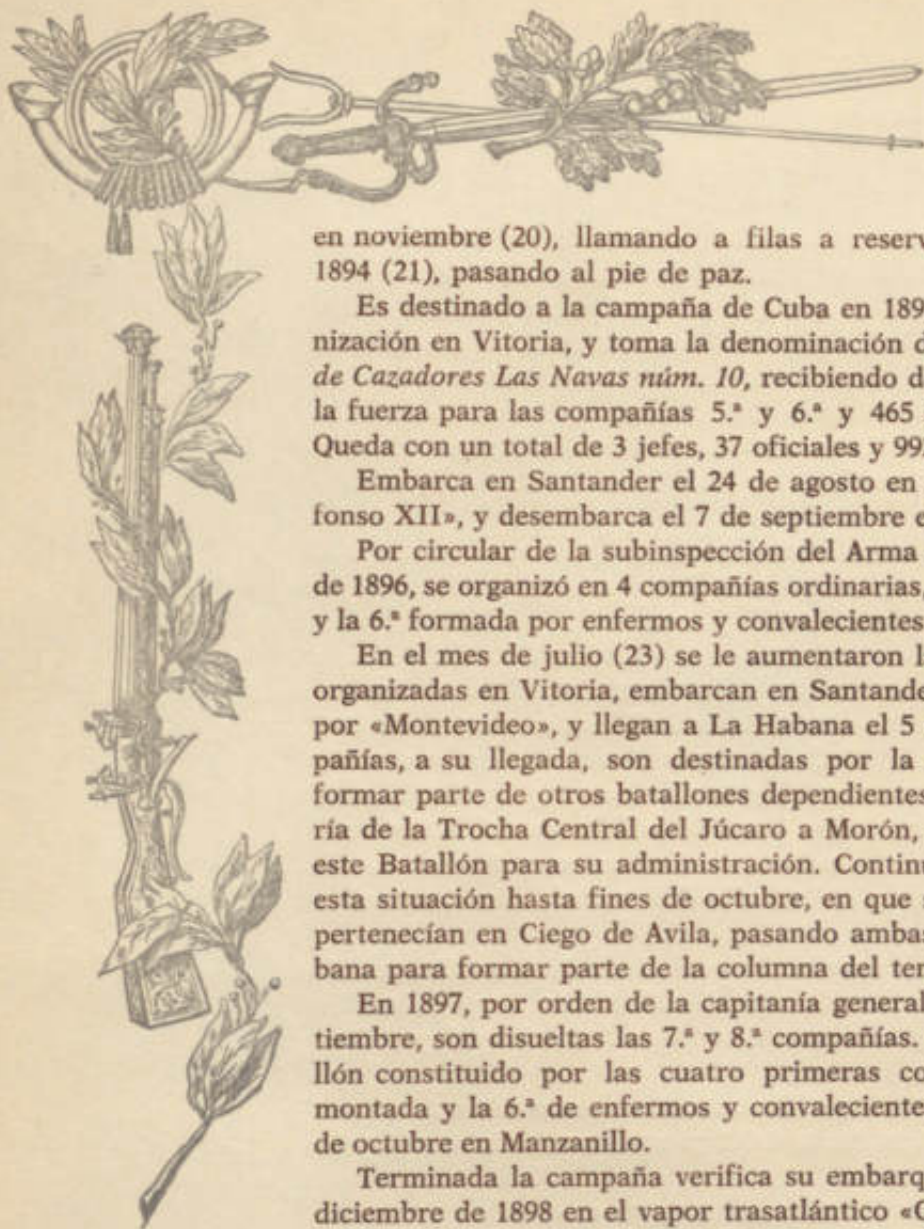 en noviembre (20), llamando a filas a reserv
1894 (21), pasando al pie de paz.
Es destinado a la campaña de Cuba en 189
nización en Vitoria, y toma la denominación d
de Cazadores Las Navas núm. 10, recibiendo d
la fuerza para las compañías 5.ª y 6.ª y 465
Queda con un total de 3 jefes, 37 oficiales y 99
Embarca en Santander el 24 de agosto en
fonso XII», y desembarca el 7 de septiembre e
Por circular de la subinspección del Arma
de 1896, se organizó en 4 compañías ordinarias,
y la 6.ª formada por enfermos y convalecientes
En el mes de julio (23) se le aumentaron l
organizadas en Vitoria, embarcan en Santande
por «Montevideo», y llegan a La Habana el 5
pañías, a su llegada, son destinadas por la
formar parte de otros batallones dependientes
ría de la Trocha Central del Júcaro a Morón,
este Batallón para su administración. Contin
esta situación hasta fines de octubre, en que
pertenecían en Ciego de Avila, pasando ambas
bana para formar parte de la columna del ten
En 1897, por orden de la capitanía general
tiembre, son disueltas las 7.ª y 8.ª compañías.
llón constituido por las cuatro primeras co
montada y la 6.ª de enfermos y convaleciente
de octubre en Manzanillo.
Terminada la campaña verifica su embarq
diciembre de 1898 en el vapor trasatlántico «C